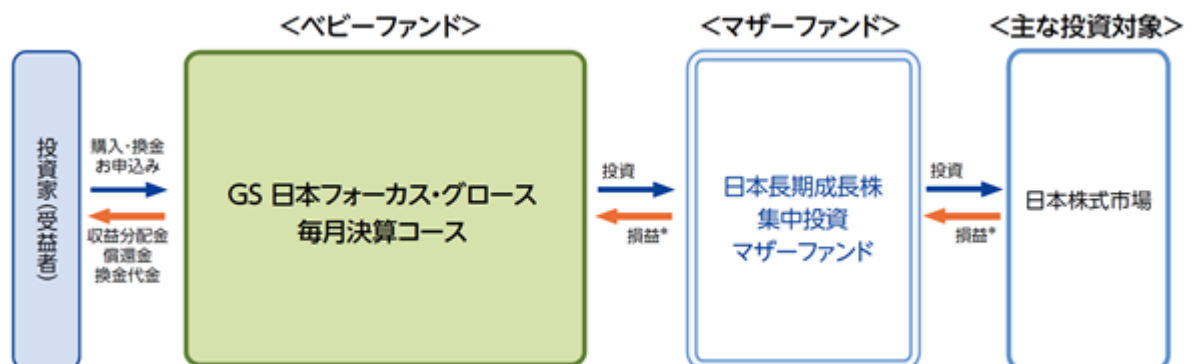 ＜ベビーファンド＞
＜マザーファンド＞
＜主な投資対象＞
投資家（受益者）
購入・換金
お申込み
収益分配金
償還金
換金代金
GS 日本フォーカス・グロース
毎月決算コース
投資
損益*
日本長期成長株
集中投資
マザーファンド
投資
損益*
日本株式市場